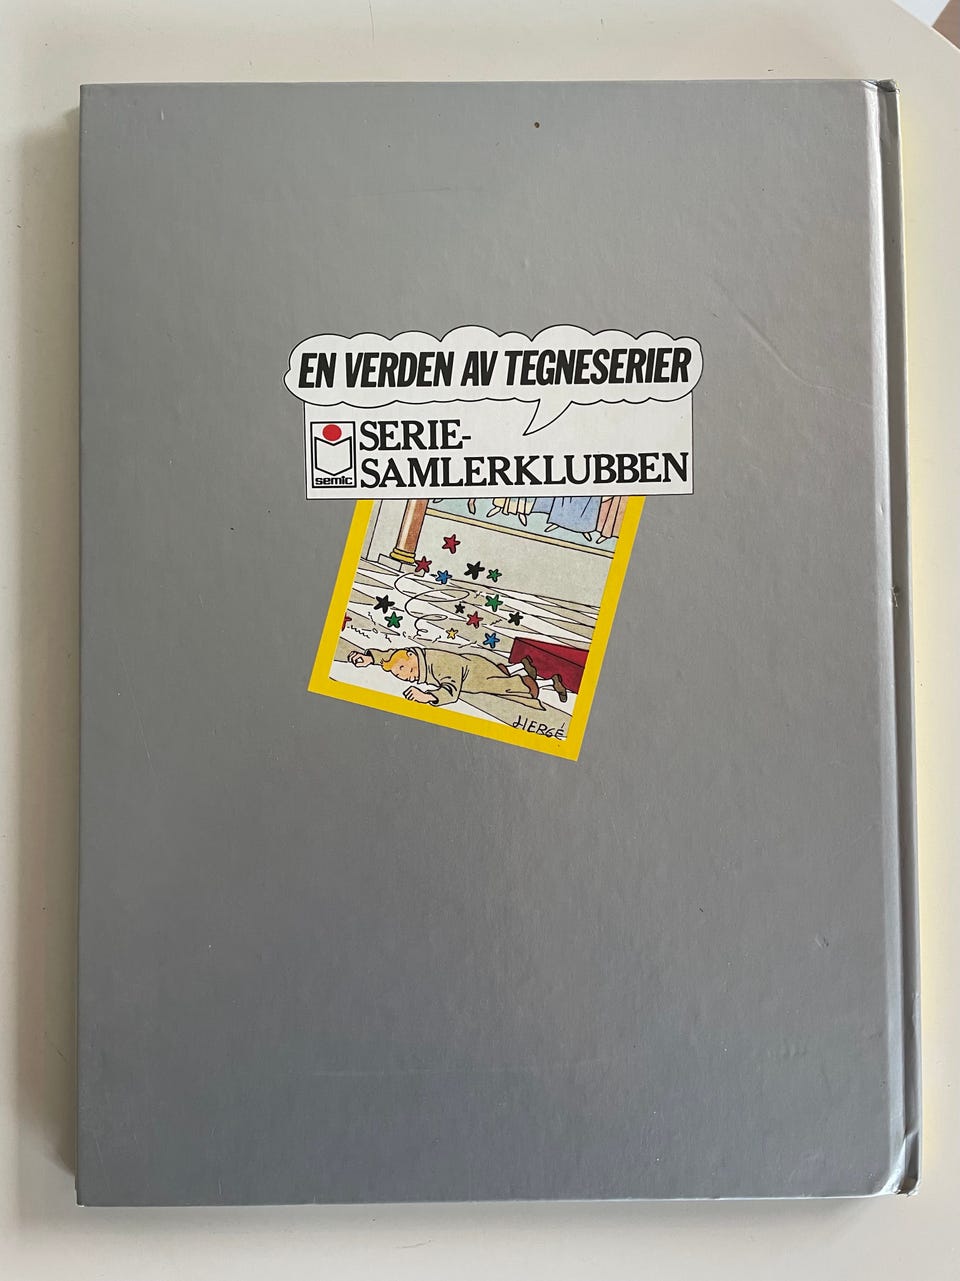 EN VERDEN AV TEGNESERIER
SERIE-
semic
SAMLERKLUBBEN
HERGÉ